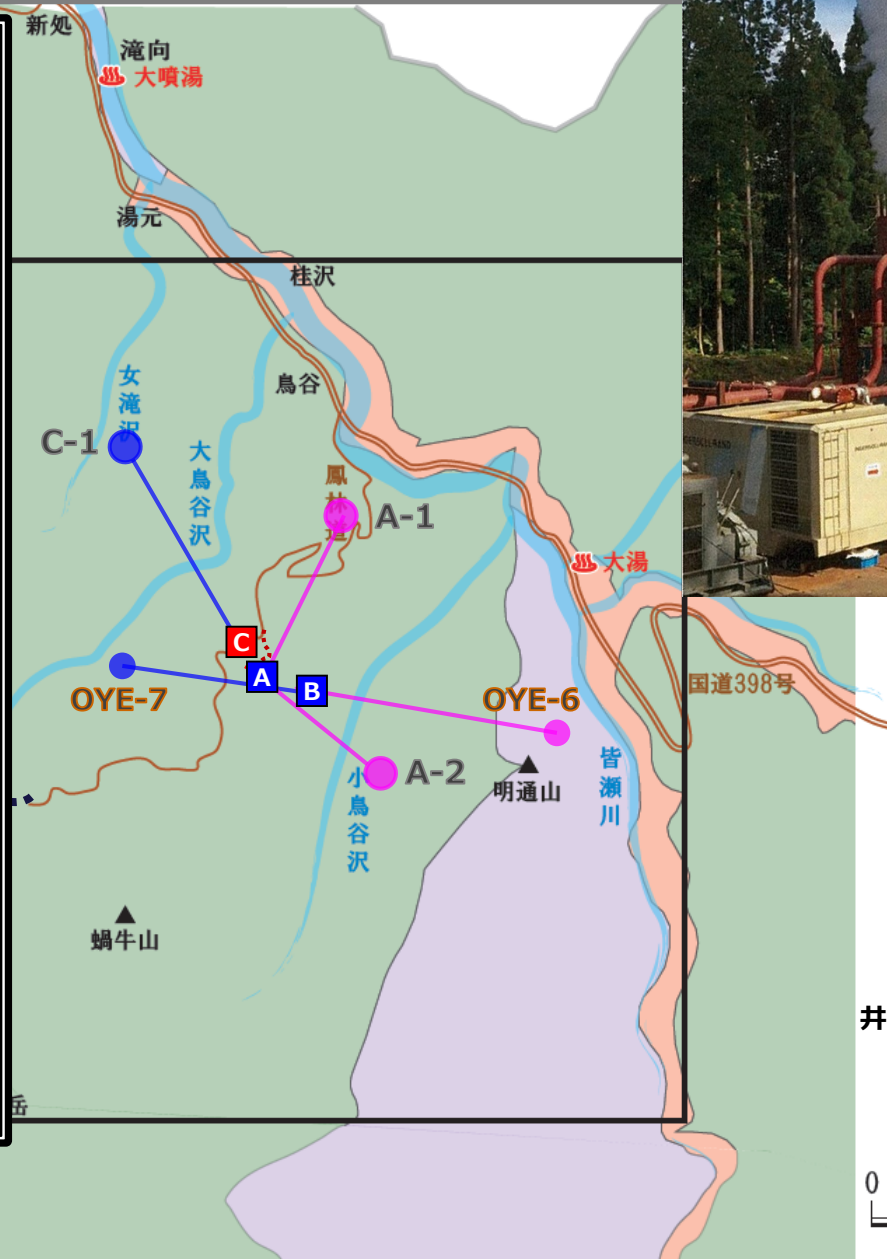 新処
滝向
大噴湯
湯元
桂沢
鳥谷
女滝沢
C-1
大鳥谷沢
鳳林道
A-1
大湯
C
A
B
OYE-7
OYE-6
国道398号
A-2
小鳥谷沢
明通山
皆瀬川
蝸牛山
井
岳
0